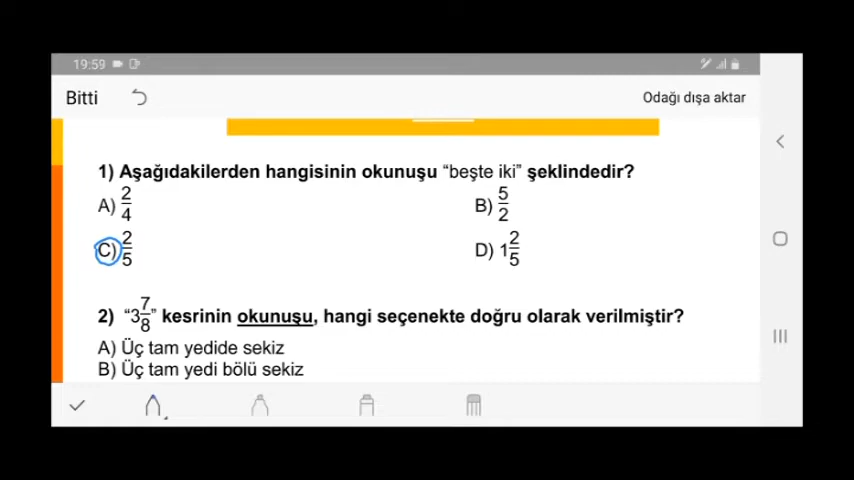 19:59
Bitti
Odağı dışa aktar
1) Aşağıdakilerden hangisinin okunuşu “beşte iki” şeklindedir?
A) 2/4
B) 5/2
C) 2/5
D) 1 2/5
2) “3 7/8” kesrinin okunuşu, hangi seçenekte doğru olarak verilmiştir?
A) Üç tam yedide sekiz
B) Üç tam yedi bölü sekiz